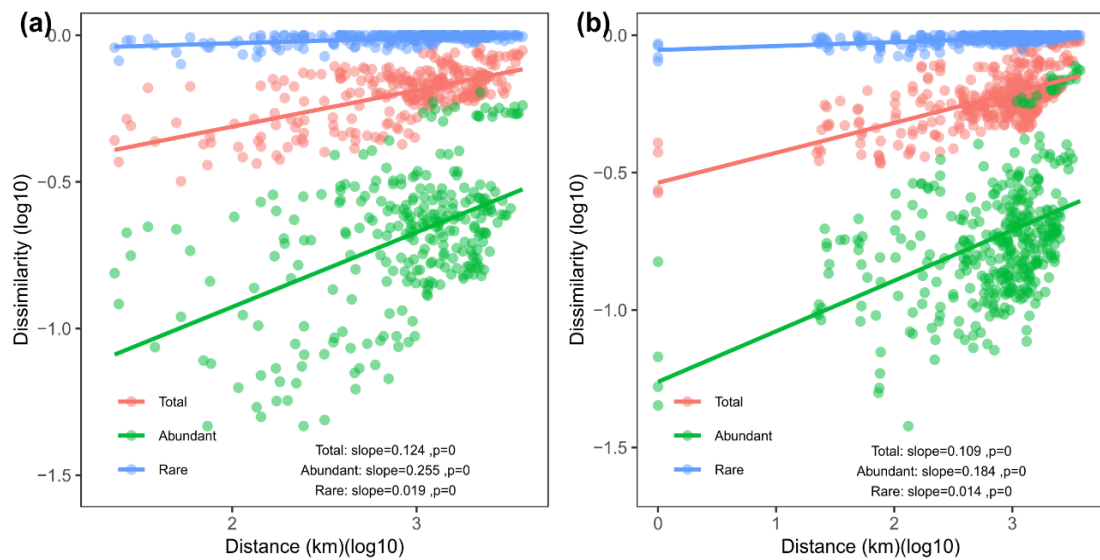 (a)
0.0
−0.5
−1.0
−1.5
Dissimilarity (log10)
Total
Abundant
Rare
Total: slope=0.124 ,p=0
Abundant: slope=0.255 ,p=0
Rare: slope=0.019 ,p=0
2 3
Distance (km)(log10)
(b)
0.0
−0.5
−1.0
−1.5
Dissimilarity (log10)
Total
Abundant
Rare
Total: slope=0.109 ,p=0
Abundant: slope=0.184 ,p=0
Rare: slope=0.014 ,p=0
0 1 2 3
Distance (km)(log10)